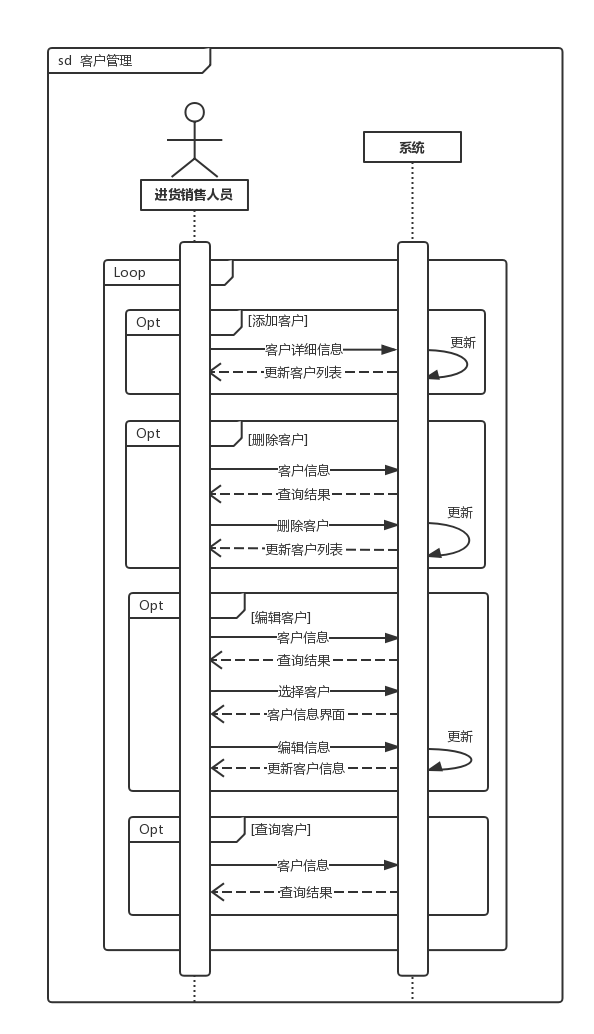 sd 客户管理
系统
进货销售人员
Loop
Opt
[添加客户]
更新
客户详细信息
更新客户列表
Opt
[删除客户]
客户信息
查询结果
更新
删除客户
更新客户列表
Opt
[编辑客户]
客户信息
查询结果
选择客户
客户信息界面
更新
编辑信息
更新客户信息
Opt
[查询客户]
客户信息
查询结果